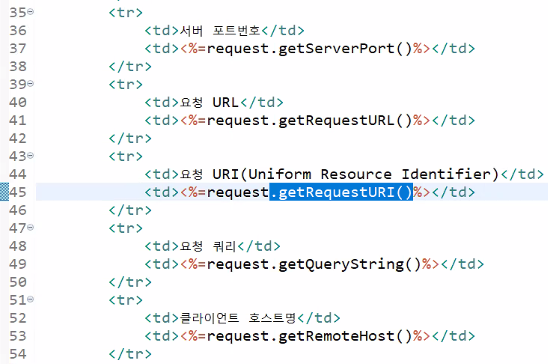 35 <tr>
36 <td>서버 포트번호</td>
37 <td><%=request.getServerPort()%></td>
38 </tr>
39 <tr>
40 <td>요청 URL</td>
41 <td><%=request.getRequestURL()%></td>
42 </tr>
43 <tr>
44 <td>요청 URI(Uniform Resource Identifier)</td>
45 <td><%=request.getRequestURI()%></td>
46 </tr>
47 <tr>
48 <td>요청 쿼리</td>
49 <td><%=request.getQueryString()%></td>
50 </tr>
51 <tr>
52 <td>클라이언트 호스트명</td>
53 <td><%=request.getRemoteHost()%></td>
54 </tr>